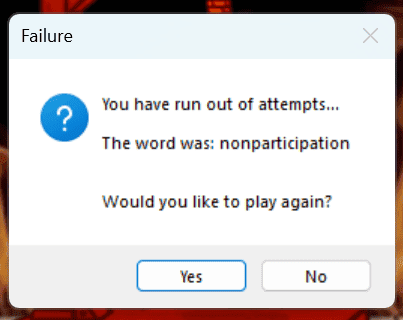 Failure
You have run out of attempts...
The word was: nonparticipation
Would you like to play again?
Yes
No